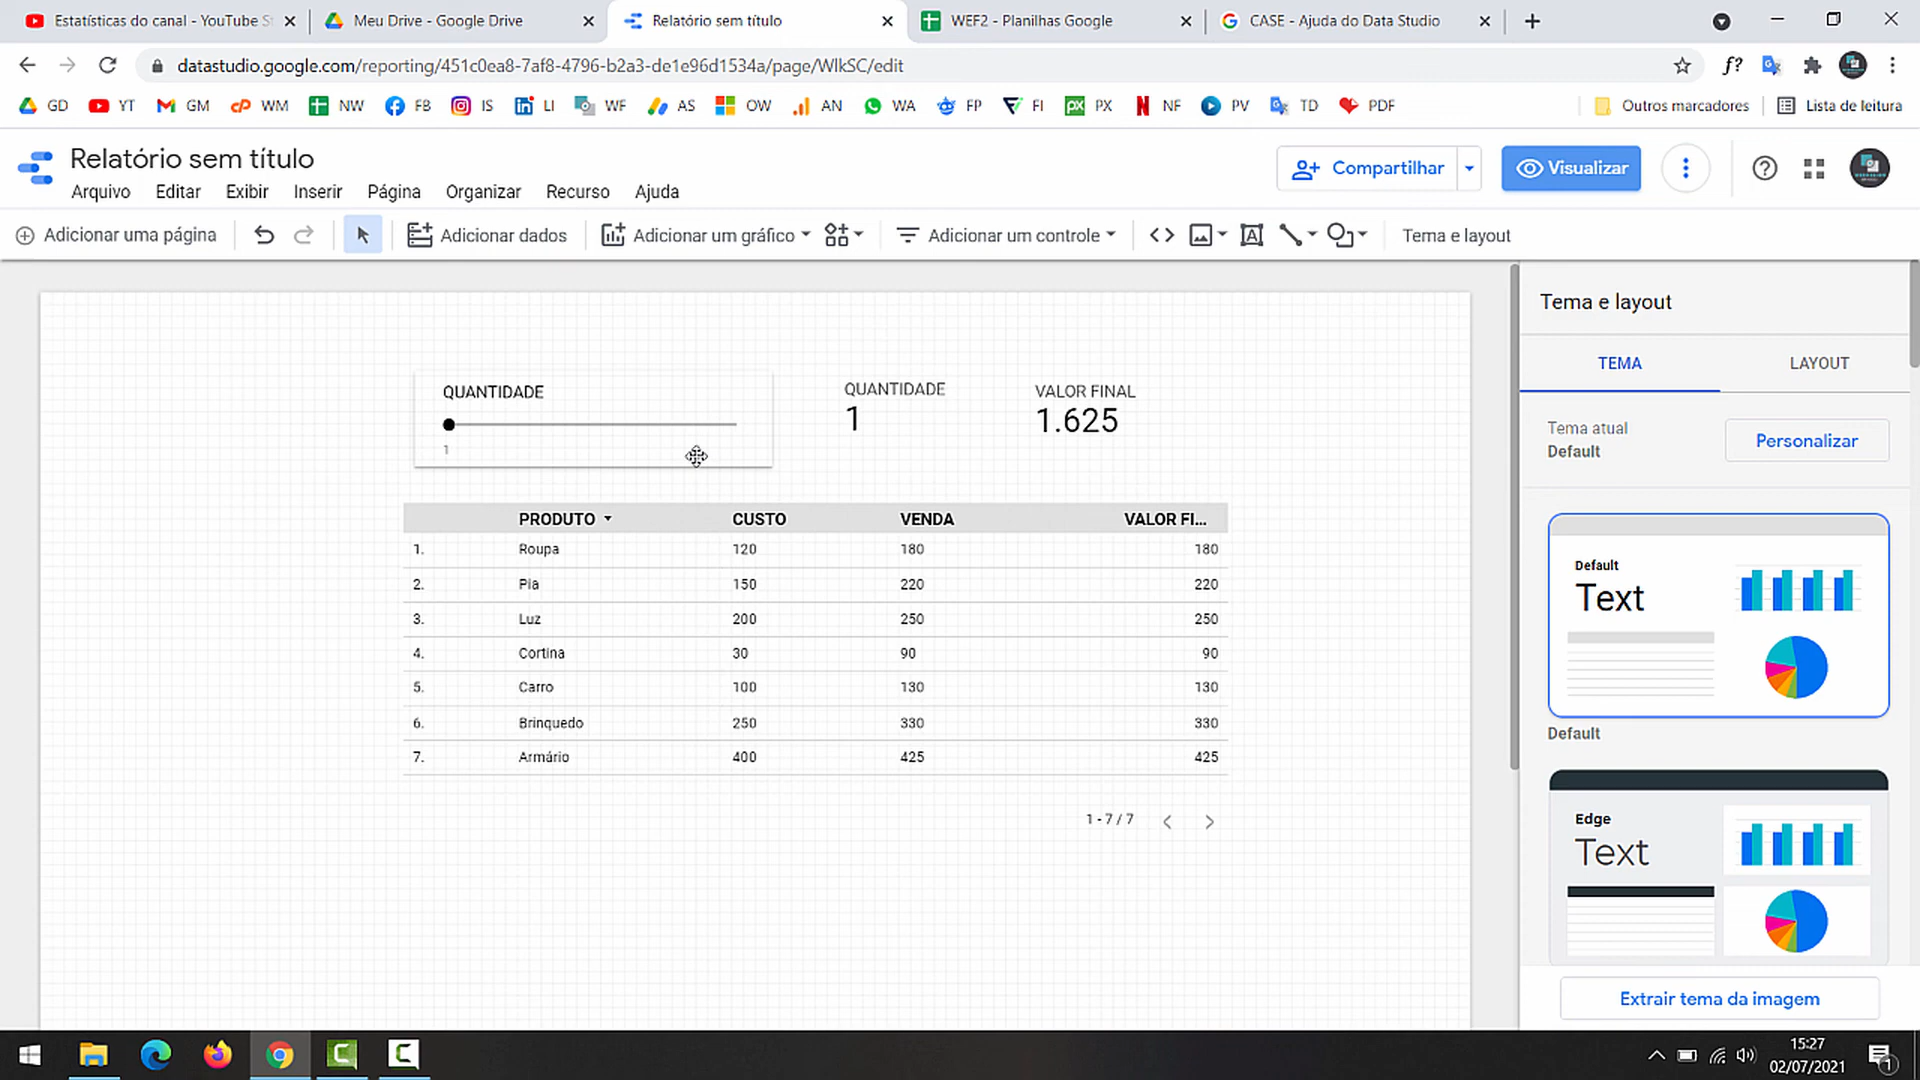 Estatísticas do canal - YouTube S
Meu Drive - Google Drive
Relatório sem título
WEF2 - Planilhas Google
CASE - Ajuda do Data Studio
datastudio.google.com/reporting/451c0ea8-7af8-4796-b2a3-de1e96d1534a/page/WlkSC/edit
f?
GD YT GM WM NW FB IS LI WF AS OW AN WA FP FI PX NF PV TD PDF Outros marcadores Lista de leitura
Relatório sem título
Compartilhar
Visualizar
Arquivo Editar Exibir Inserir Página Organizar Recurso Ajuda
Adicionar uma página
Adicionar dados
Adicionar um gráfico
Adicionar um controle
Tema e layout
QUANTIDADE
1
QUANTIDADE
1
VALOR FINAL
1.625
PRODUTO CUSTO VENDA VALOR FI...
1. Roupa 120 180 180
2. Pia 150 220 220
3. Luz 200 250 250
4. Cortina 30 90 90
5. Carro 100 130 130
6. Brinquedo 250 330 330
7. Armário 400 425 425
1 - 7 / 7
Tema e layout
TEMA LAYOUT
Tema atual
Default
Personalizar
Default
Text
Default
Edge
Text
Extrair tema da imagem
15:27
02/07/2021
1